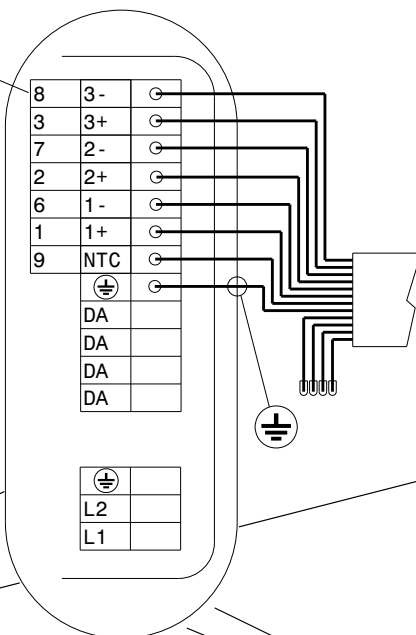 8 3-
3 3+
7 2-
2 2+
6 1-
1 1+
9 NTC
DA
DA
DA
DA
L2
L1